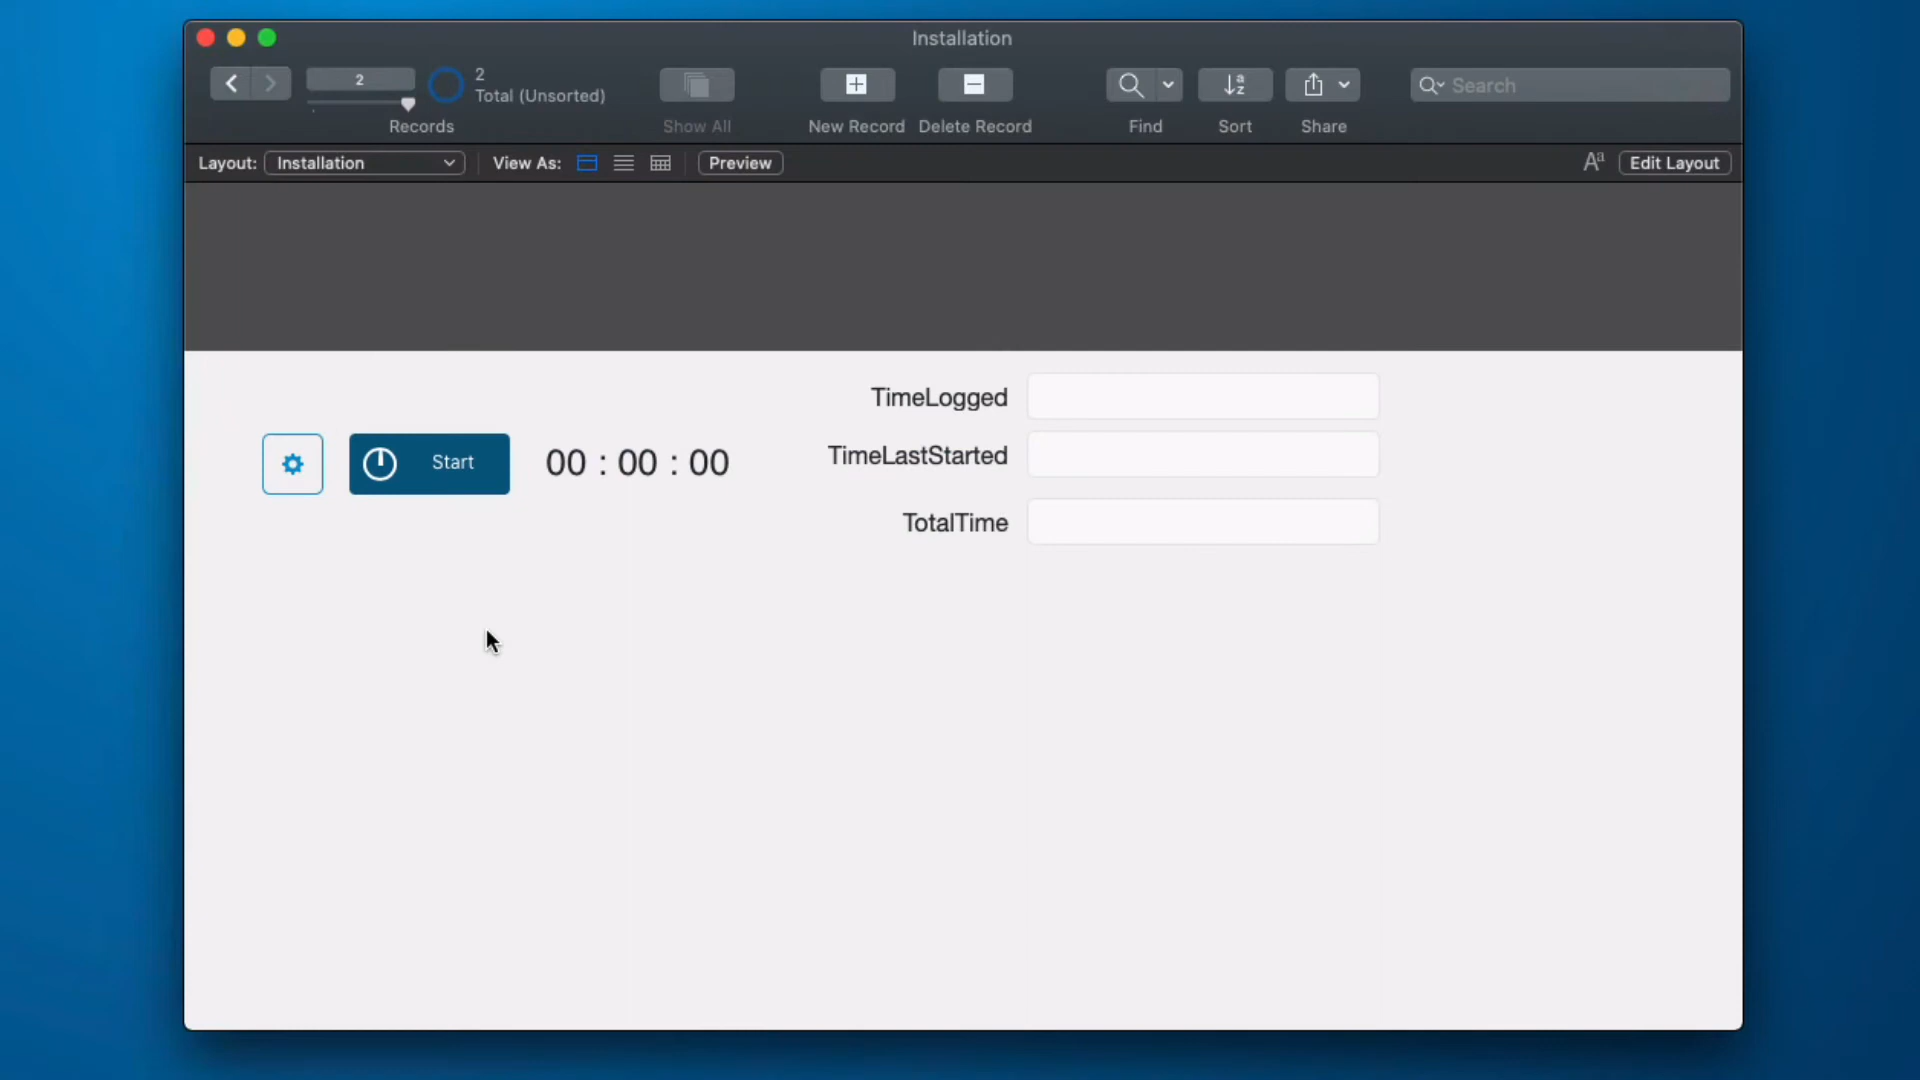 Installation
2
2
Total (Unsorted)
Records
Show All
New Record
Delete Record
Find
Sort
Share
Search
Layout: Installation
View As:
Preview
Aa
Edit Layout
TimeLogged
Start
00 : 00 : 00
TimeLastStarted
TotalTime